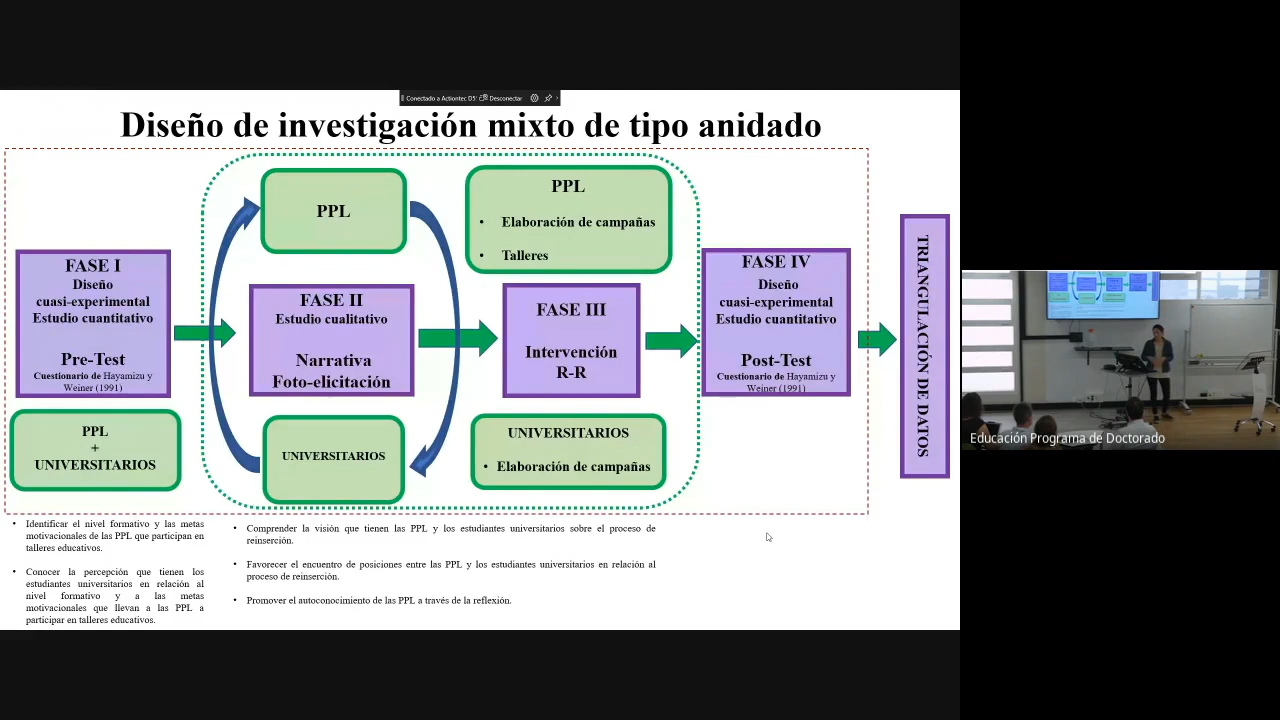 Conectado a Actiontec D5 Desconectar
Diseño de investigación mixto de tipo anidado
FASE I
Diseño
cuasi-experimental
Estudio cuantitativo
Pre-Test
Cuestionario de Hayamizu y
Weiner (1991)
PPL
+
UNIVERSITARIOS
PPL
FASE II
Estudio cualitativo
Narrativa
Foto-elicitación
UNIVERSITARIOS
PPL
• Elaboración de campañas
• Talleres
FASE III
Intervención
R-R
UNIVERSITARIOS
• Elaboración de campañas
FASE IV
Diseño
cuasi-experimental
Estudio cuantitativo
Post-Test
Cuestionario de Hayamizu y
Weiner (1991)
TRIANGULACIÓN DE DATOS
• Identificar el nivel formativo y las metas
motivacionales de las PPL que participan en
talleres educativos.
• Conocer la percepción que tienen los
estudiantes universitarios en relación al
nivel formativo y a las metas
motivacionales que llevan a las PPL a
participar en talleres educativos.
• Comprender la visión que tienen las PPL y los estudiantes universitarios sobre el proceso de
reinserción.
• Favorecer el encuentro de posiciones entre las PPL y los estudiantes universitarios en relación al
proceso de reinserción.
• Promover el autoconocimiento de las PPL a través de la reflexión.
Educación Programa de Doctorado